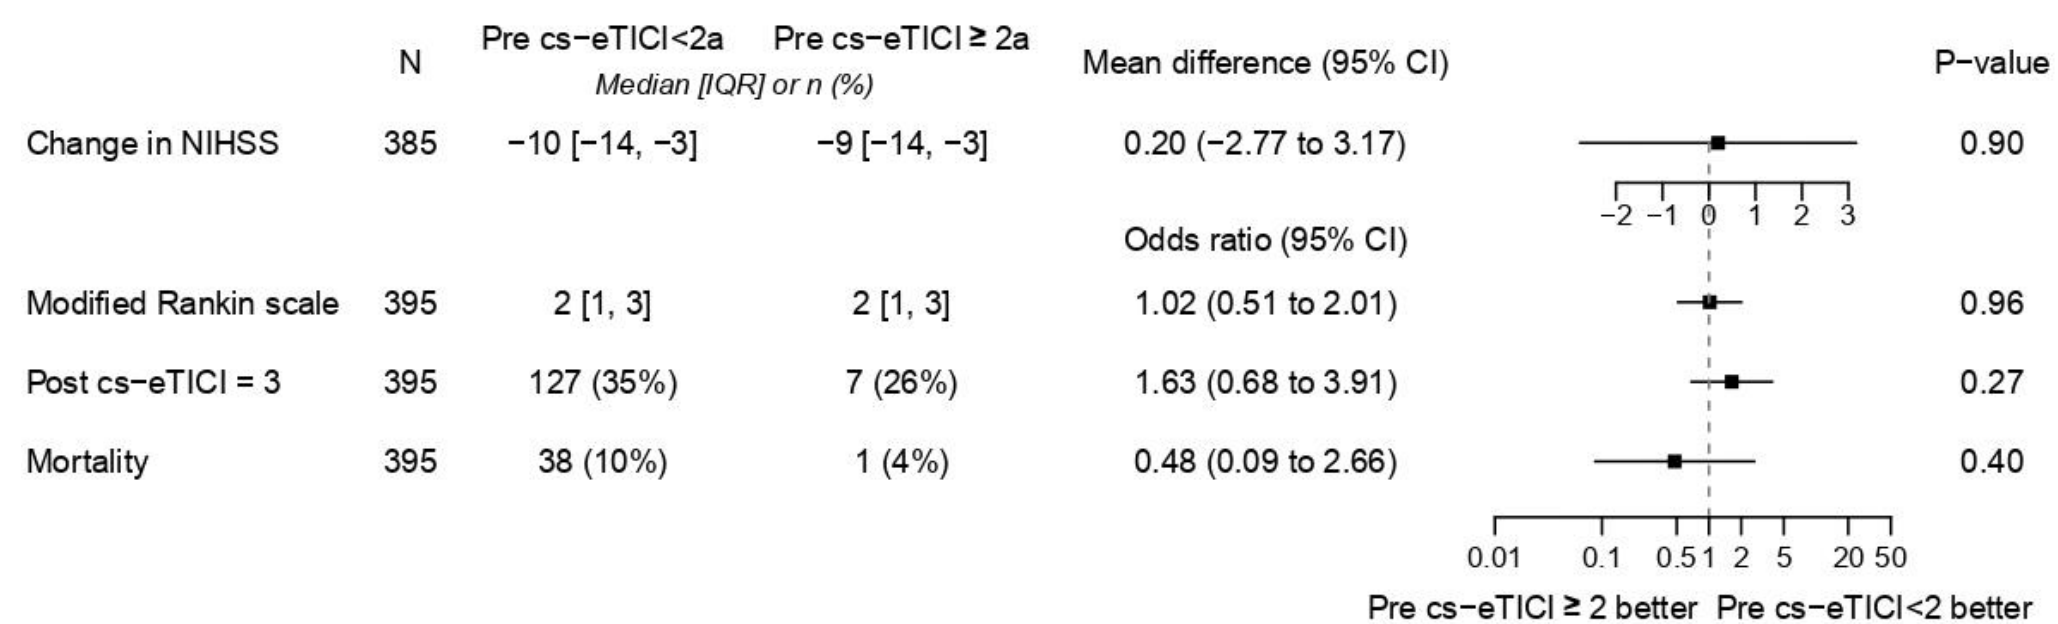 N Pre cs−eTICI<2a Pre cs−eTICI ≥ 2a Mean difference (95% CI) P−value
Median [IQR] or n (%)
Change in NIHSS 385 −10 [−14, −3] −9 [−14, −3] 0.20 (−2.77 to 3.17) 0.90
−2 −1 0 1 2 3
Odds ratio (95% CI)
Modified Rankin scale 395 2 [1, 3] 2 [1, 3] 1.02 (0.51 to 2.01) 0.96
Post cs−eTICI = 3 395 127 (35%) 7 (26%) 1.63 (0.68 to 3.91) 0.27
Mortality 395 38 (10%) 1 (4%) 0.48 (0.09 to 2.66) 0.40
0.01 0.1 0.5 1 2 5 20 50
Pre cs−eTICI ≥ 2 better Pre cs−eTICI<2 better